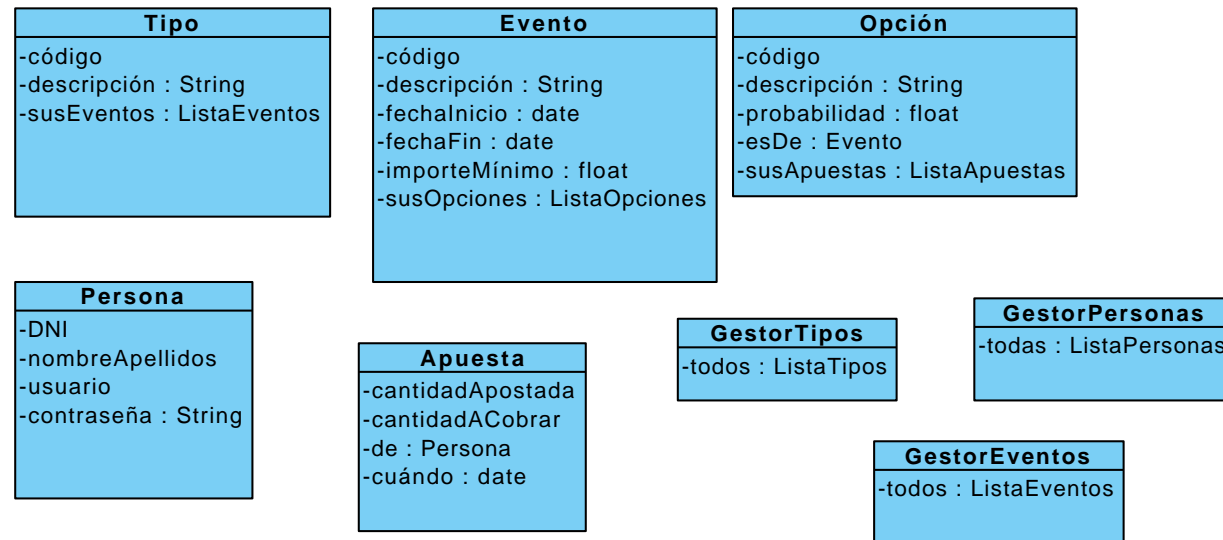 Tipo
-código
-descripción : String
-susEventos : ListaEventos
Evento
-código
-descripción : String
-fechaInicio : date
-fechaFin : date
-importeMínimo : float
-susOpciones : ListaOpciones
Opción
-código
-descripción : String
-probabilidad : float
-esDe : Evento
-susApuestas : ListaApuestas
Persona
-DNI
-nombreApellidos
-usuario
-contraseña : String
Apuesta
-cantidadApostada
-cantidadACobrar
-de : Persona
-cuándo : date
GestorTipos
-todos : ListaTipos
GestorPersonas
-todas : ListaPersonas
GestorEventos
-todos : ListaEventos